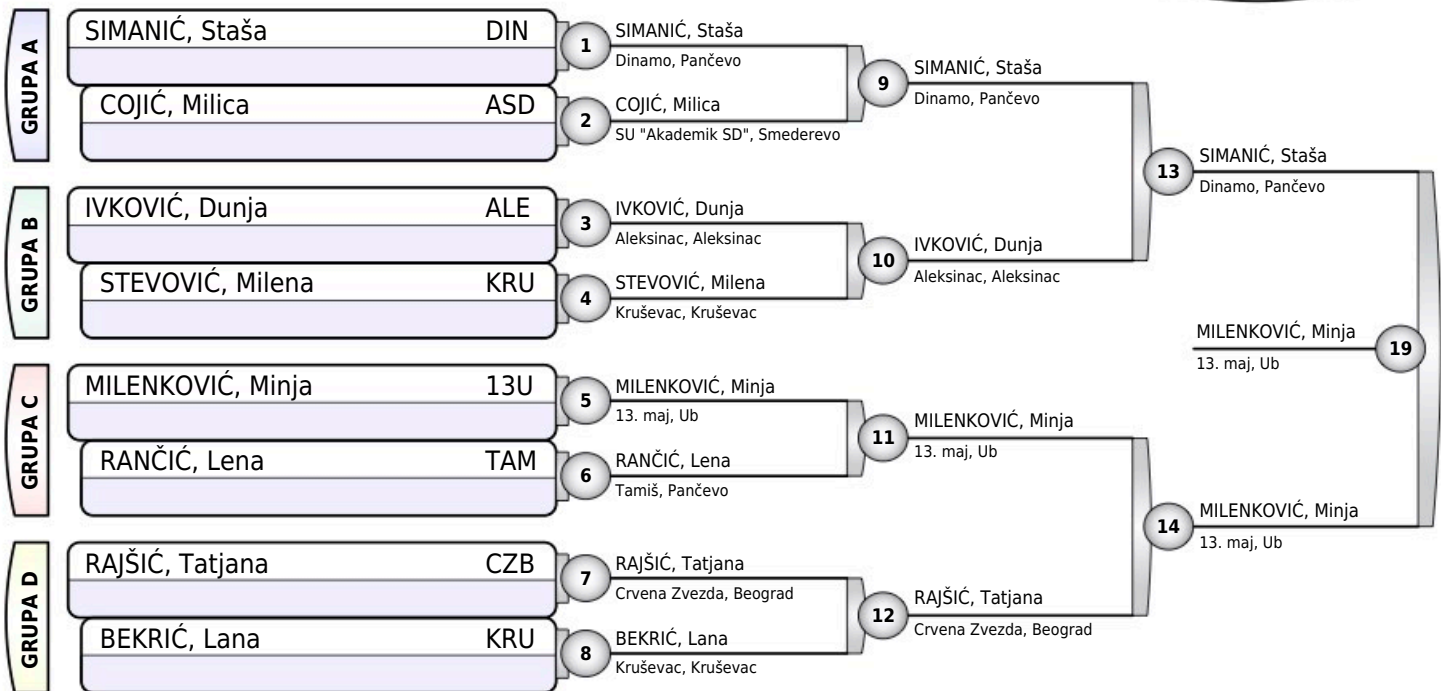 GRUPA A
SIMANIĆ, Staša DIN
COJIĆ, Milica ASD
GRUPA B
IVKOVIĆ, Dunja ALE
STEVOVIĆ, Milena KRU
GRUPA C
MILENKOVIĆ, Minja 13U
RANČIĆ, Lena TAM
GRUPA D
RAJŠIĆ, Tatjana CZB
BEKRIĆ, Lana KRU
1
SIMANIĆ, Staša
Dinamo, Pančevo
2
COJIĆ, Milica
SU "Akademik SD", Smederevo
3
IVKOVIĆ, Dunja
Aleksinac, Aleksinac
4
STEVOVIĆ, Milena
Kruševac, Kruševac
5
MILENKOVIĆ, Minja
13. maj, Ub
6
RANČIĆ, Lena
Tamiš, Pančevo
7
RAJŠIĆ, Tatjana
Crvena Zvezda, Beograd
8
BEKRIĆ, Lana
Kruševac, Kruševac
9
SIMANIĆ, Staša
Dinamo, Pančevo
10
IVKOVIĆ, Dunja
Aleksinac, Aleksinac
11
MILENKOVIĆ, Minja
13. maj, Ub
12
RAJŠIĆ, Tatjana
Crvena Zvezda, Beograd
13
SIMANIĆ, Staša
Dinamo, Pančevo
14
MILENKOVIĆ, Minja
13. maj, Ub
MILENKOVIĆ, Minja
13. maj, Ub
19